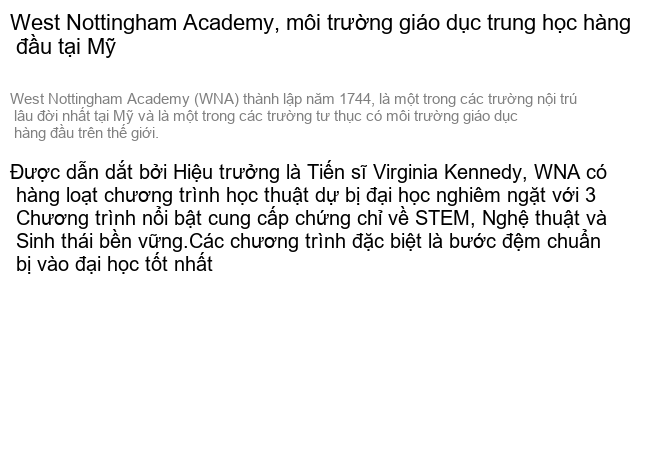 West Nottingham Academy, môi trường giáo dục trung học hàng
đầu tại Mỹ
West Nottingham Academy (WNA) thành lập năm 1744, là một trong các trường nội trú
lâu đời nhất tại Mỹ và là một trong các trường tư thục có môi trường giáo dục
hàng đầu trên thế giới.
Được dẫn dắt bởi Hiệu trưởng là Tiến sĩ Virginia Kennedy, WNA có
hàng loạt chương trình học thuật dự bị đại học nghiêm ngặt với 3
Chương trình nổi bật cung cấp chứng chỉ về STEM, Nghệ thuật và
Sinh thái bền vững.Các chương trình đặc biệt là bước đệm chuẩn
bị vào đại học tốt nhất